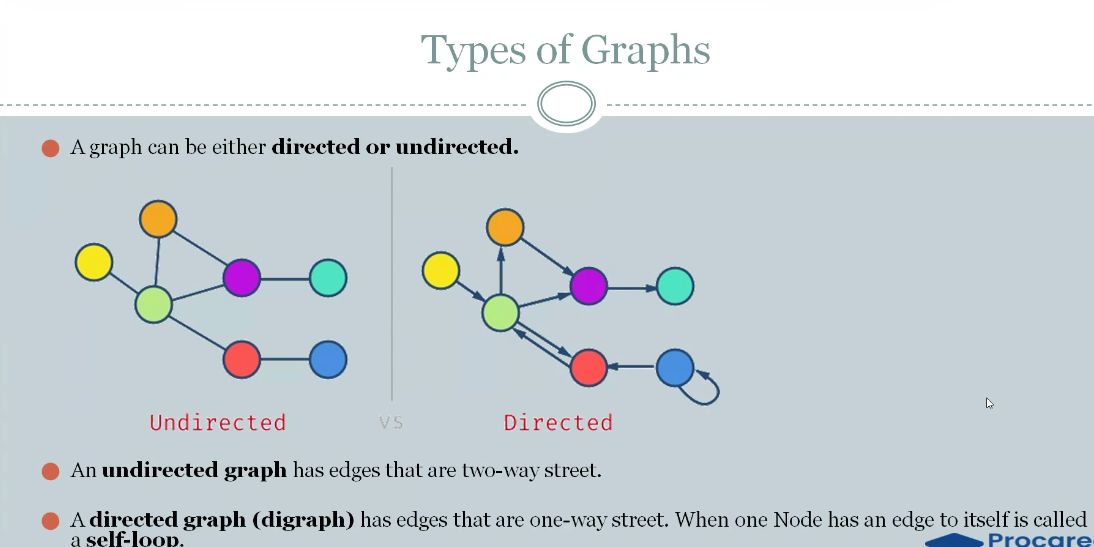 Types of Graphs
A graph can be either directed or undirected.
Undirected
vs
Directed
An undirected graph has edges that are two-way street.
A directed graph (digraph) has edges that are one-way street. When one Node has an edge to itself is called
a self-loop.